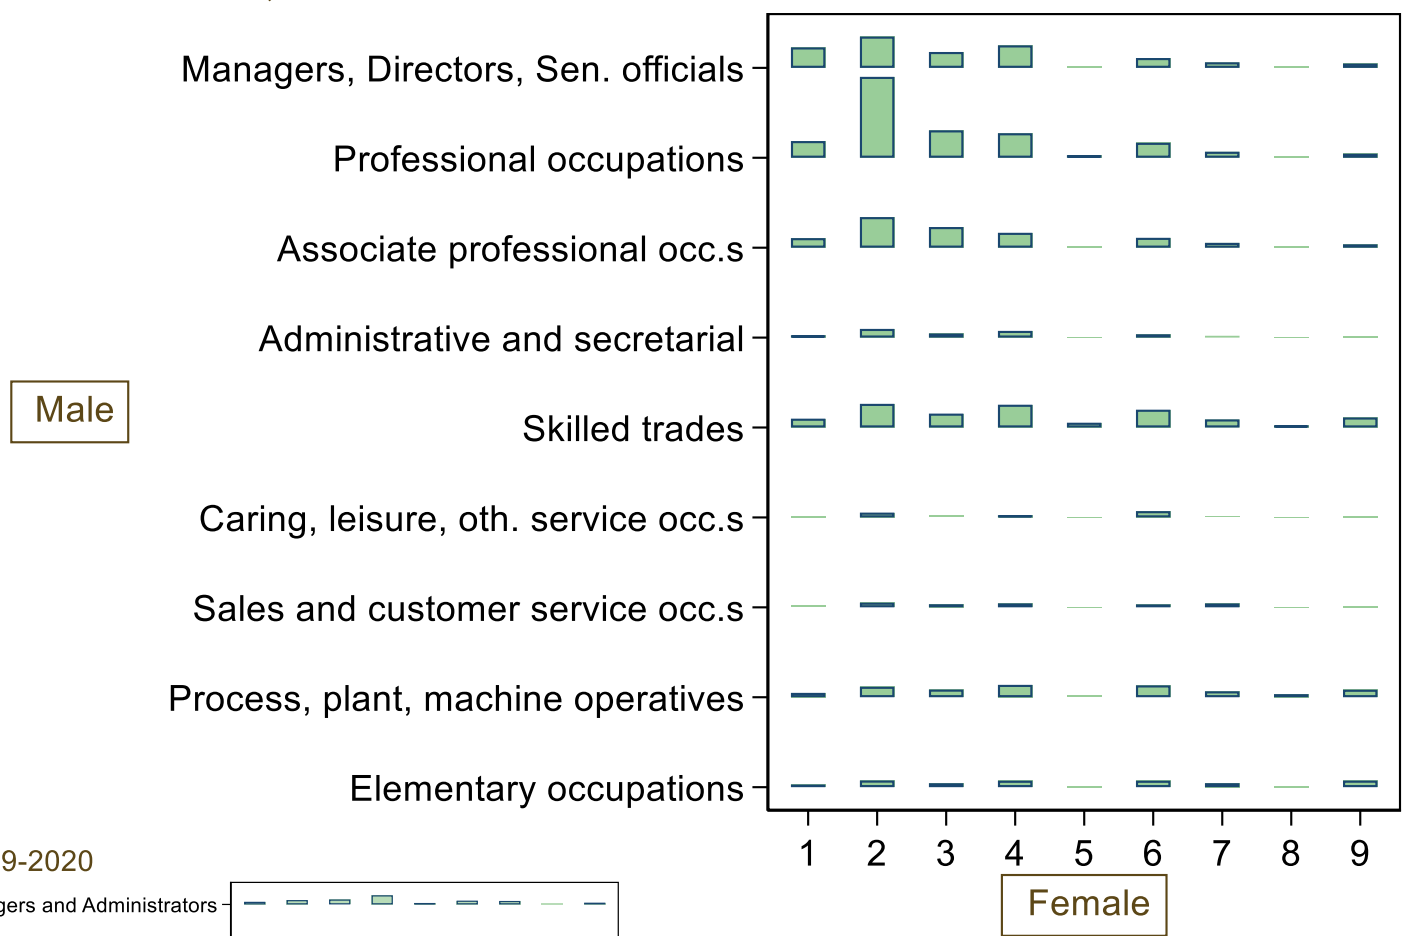 Managers, Directors, Sen. officials
Professional occupations
Associate professional occ.s
Administrative and secretarial
Male
Skilled trades
Caring, leisure, oth. service occ.s
Sales and customer service occ.s
Process, plant, machine operatives
Elementary occupations
1 2 3 4 5 6 7 8 9
9-2020
gers and Administrators
Female